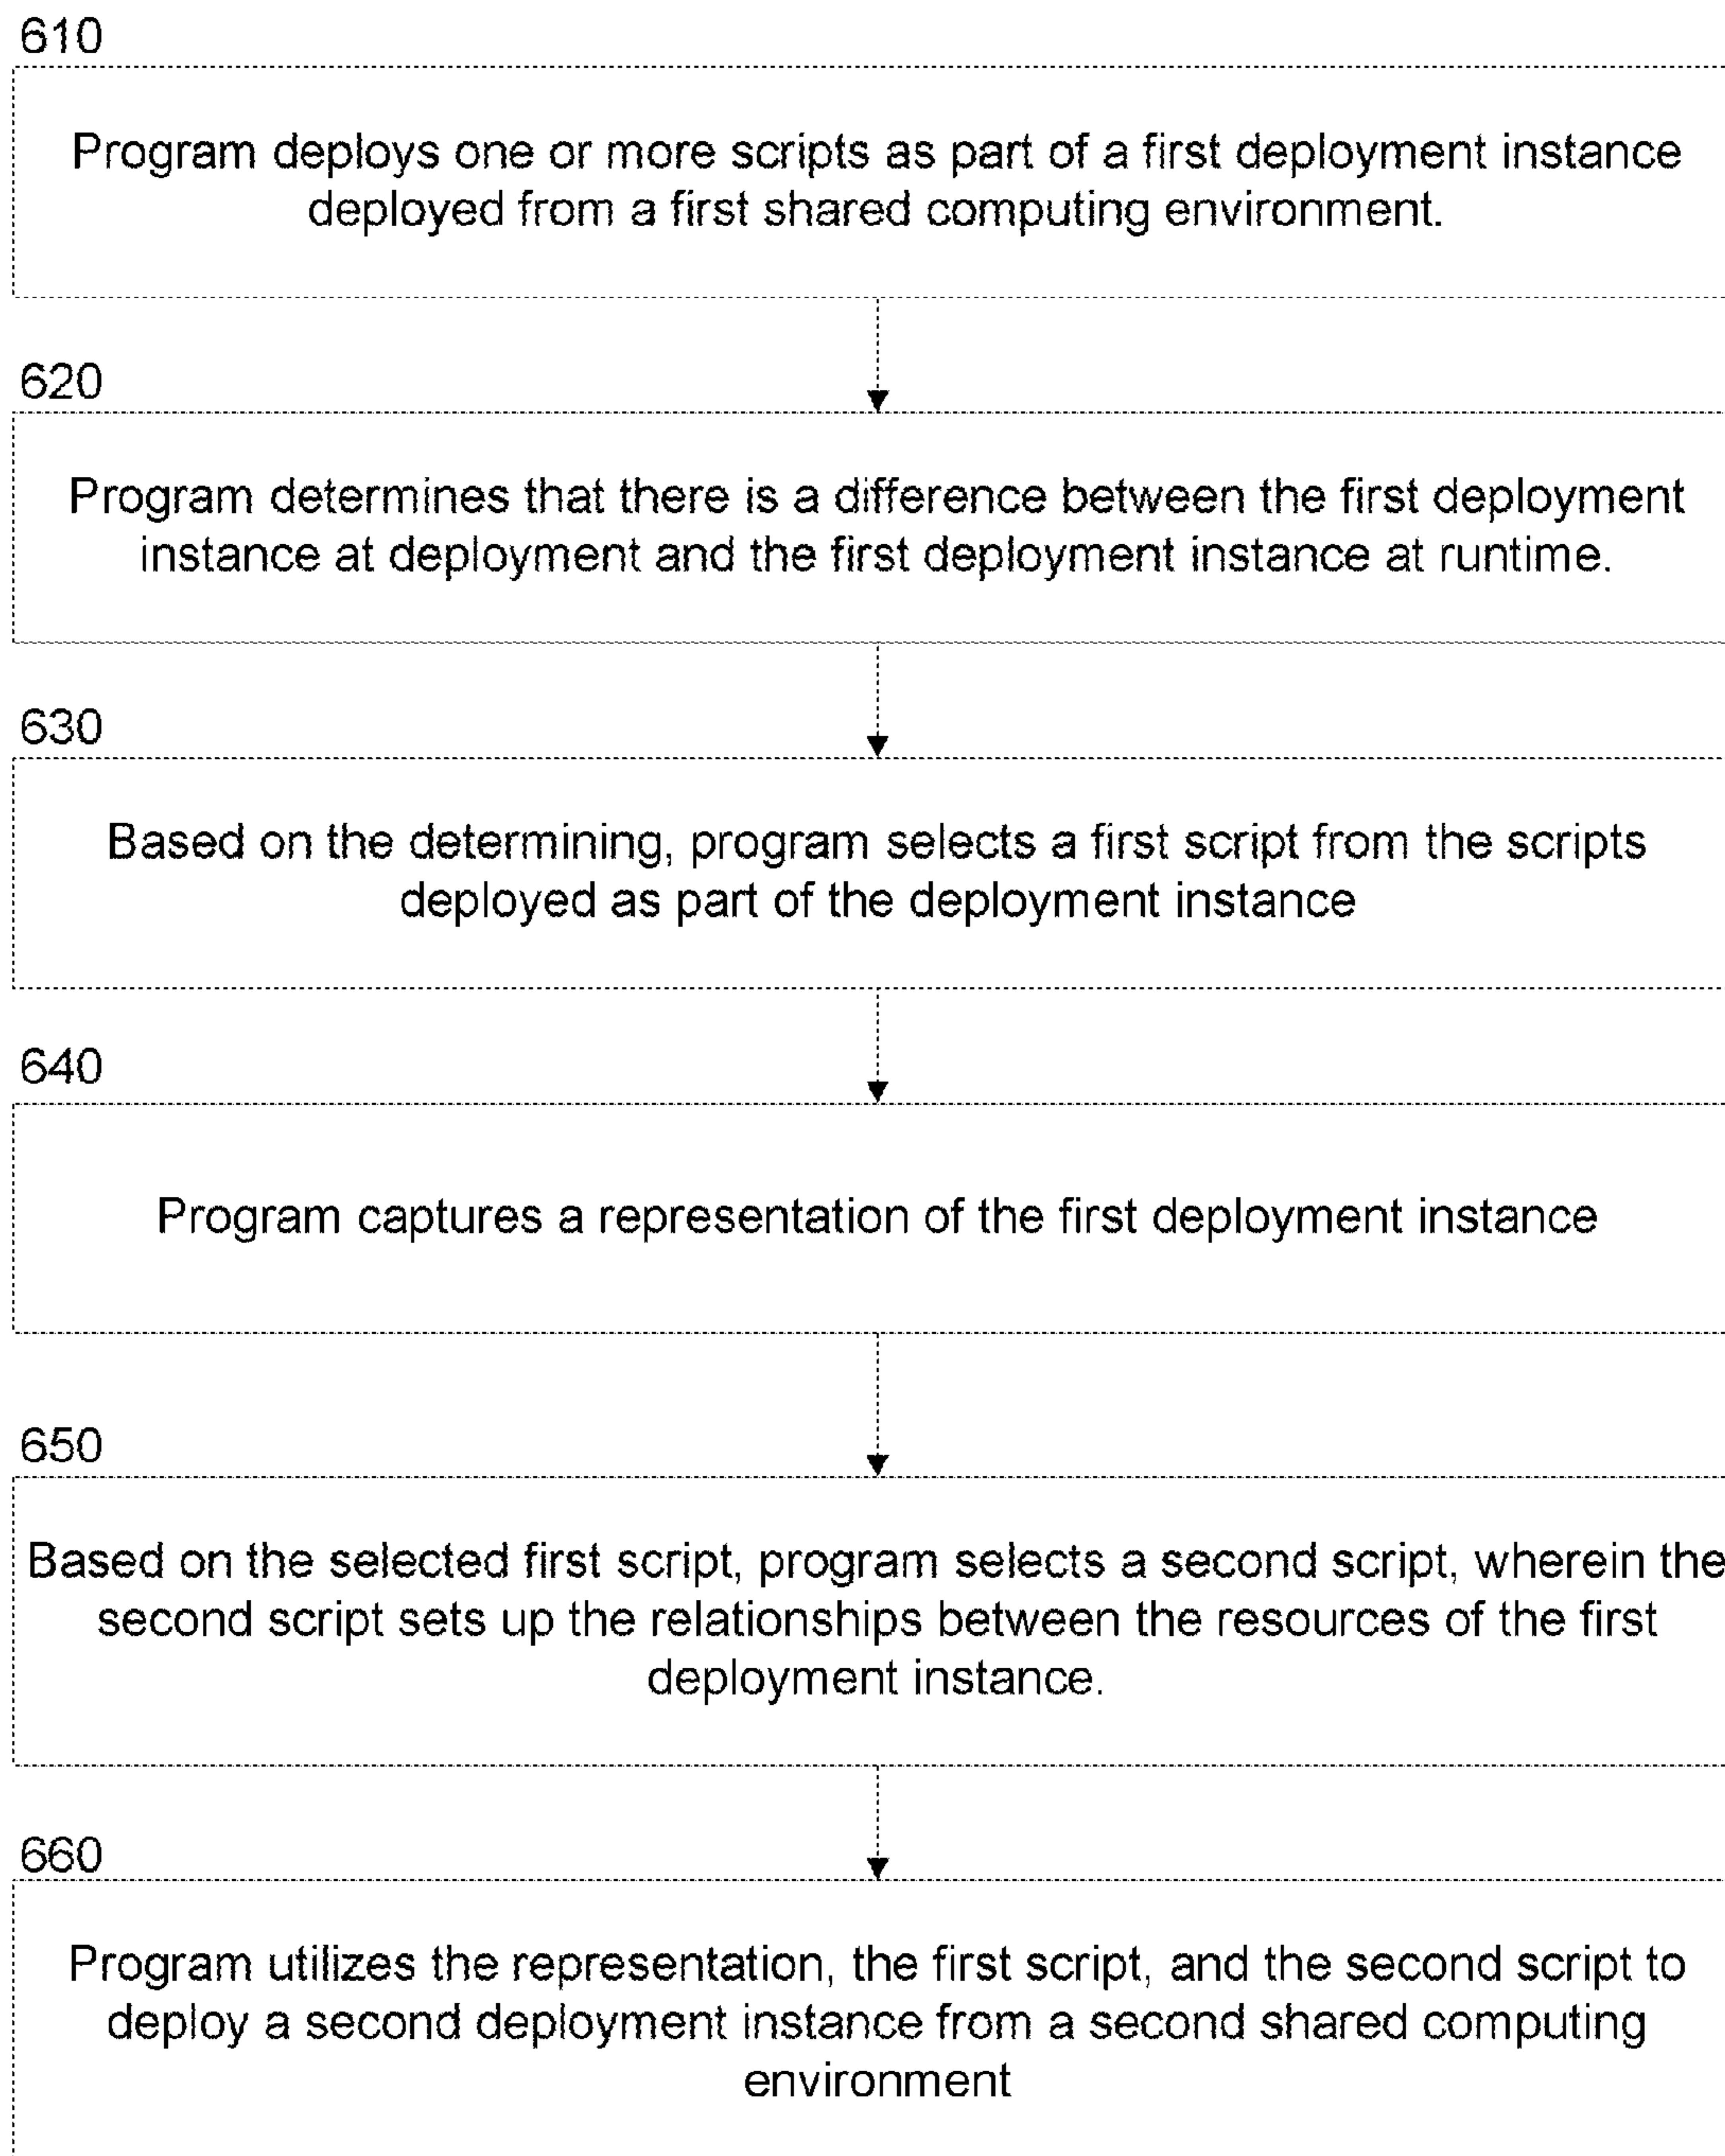 610
Program deploys one or more scripts as part of a first deployment instance
deployed from a first shared computing environment.
620
Program determines that there is a difference between the first deployment
instance at deployment and the first deployment instance at runtime.
630
Based on the determining, program selects a first script from the scripts
deployed as part of the deployment instance
640
Program captures a representation of the first deployment instance
650
Based on the selected first script, program selects a second script, wherein the
second script sets up the relationships between the resources of the first
deployment instance.
660
Program utilizes the representation, the first script, and the second script to
deploy a second deployment instance from a second shared computing
environment